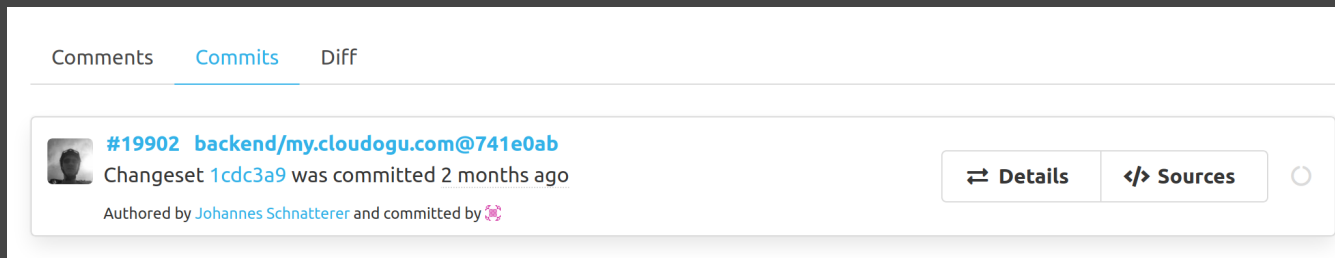 Comments Commits Diff
#19902 backend/my.cloudogu.com@741e0ab
Changeset 1cdc3a9 was committed 2 months ago
Details </> Sources
Authored by Johannes Schnatterer and committed by